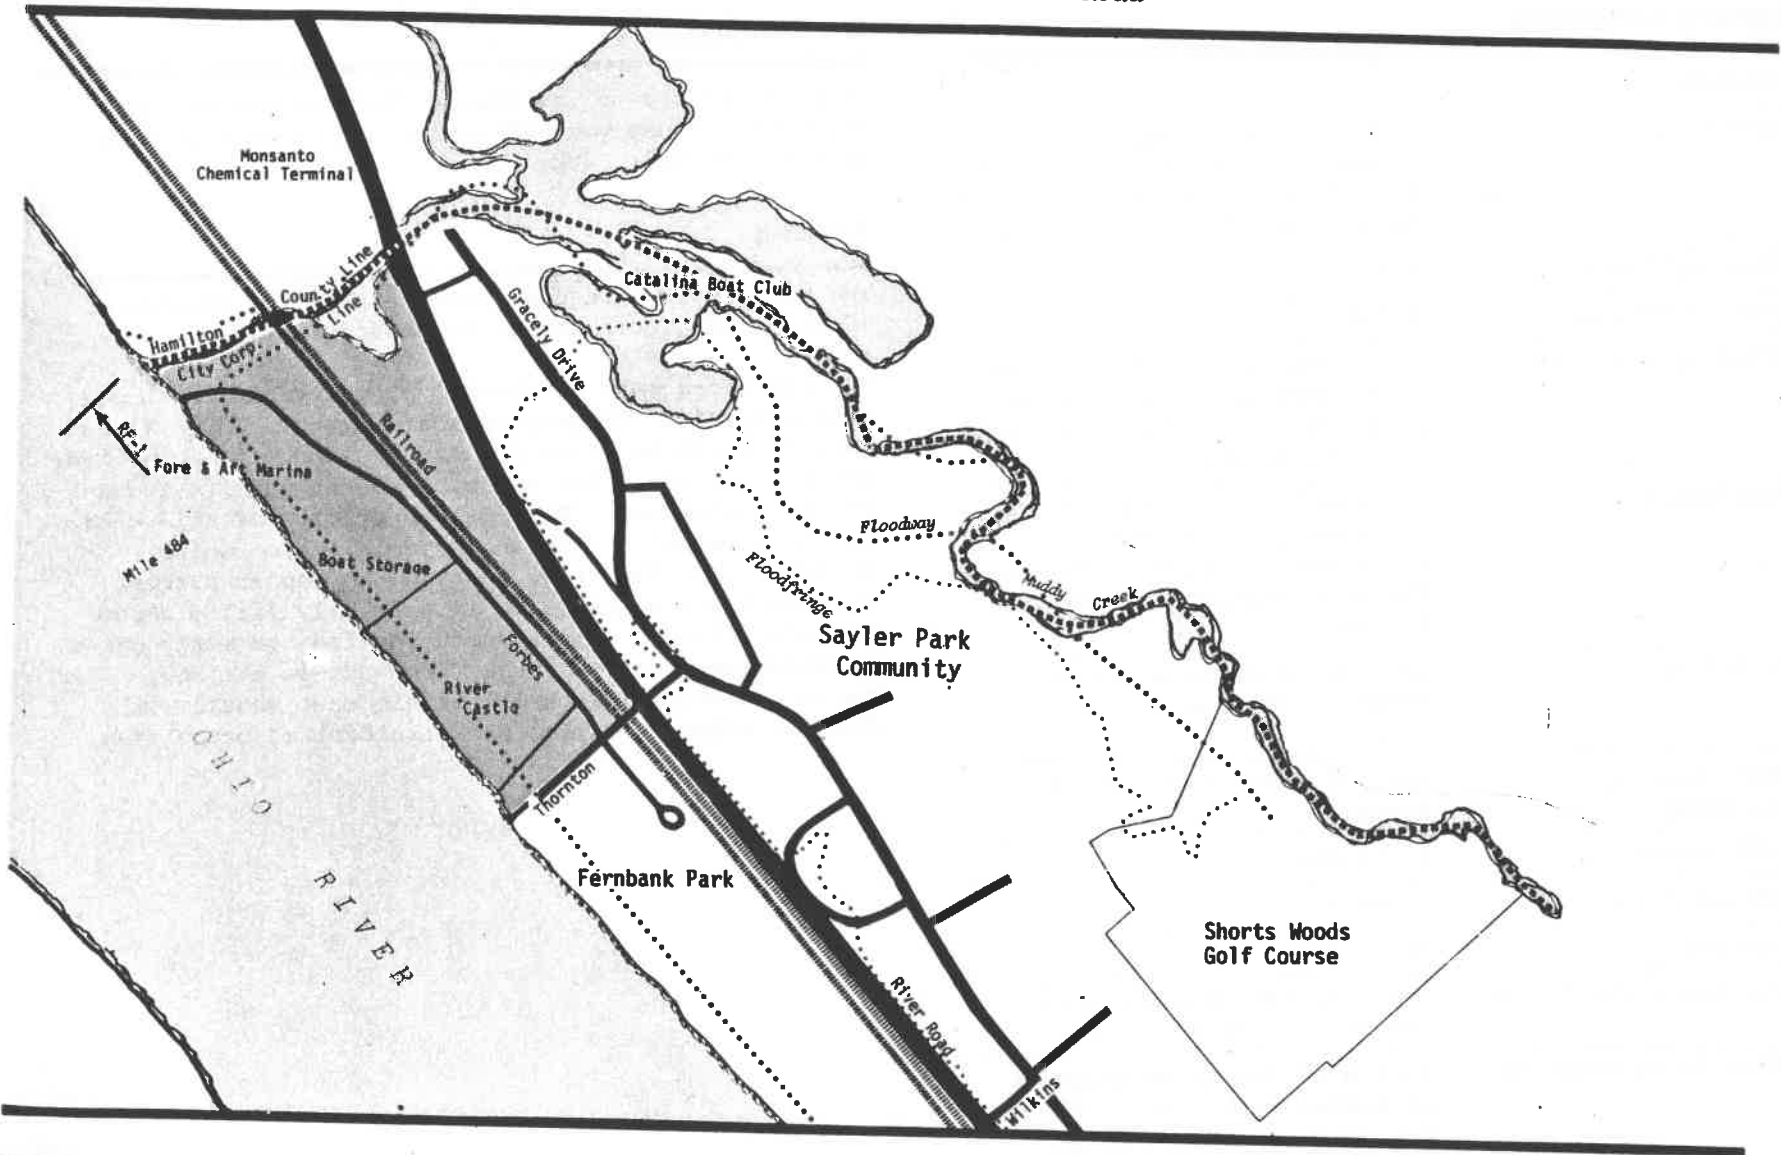 Monsanto
Chemical Terminal
County Line
Hamilton
Line
City Corp.
Catalina Boat Club
Gracely Drive
Railroad
RF-1
Fore & Aft Marina
Mile 484
Boat Storage
Floodway
Floodfringe
Muddy
Creek
Sayler Park
Community
Forbes
River
Castle
OHIO
RIVER
Thornton
Fernbank Park
Shorts Woods
Golf Course
River Road
Wilkins